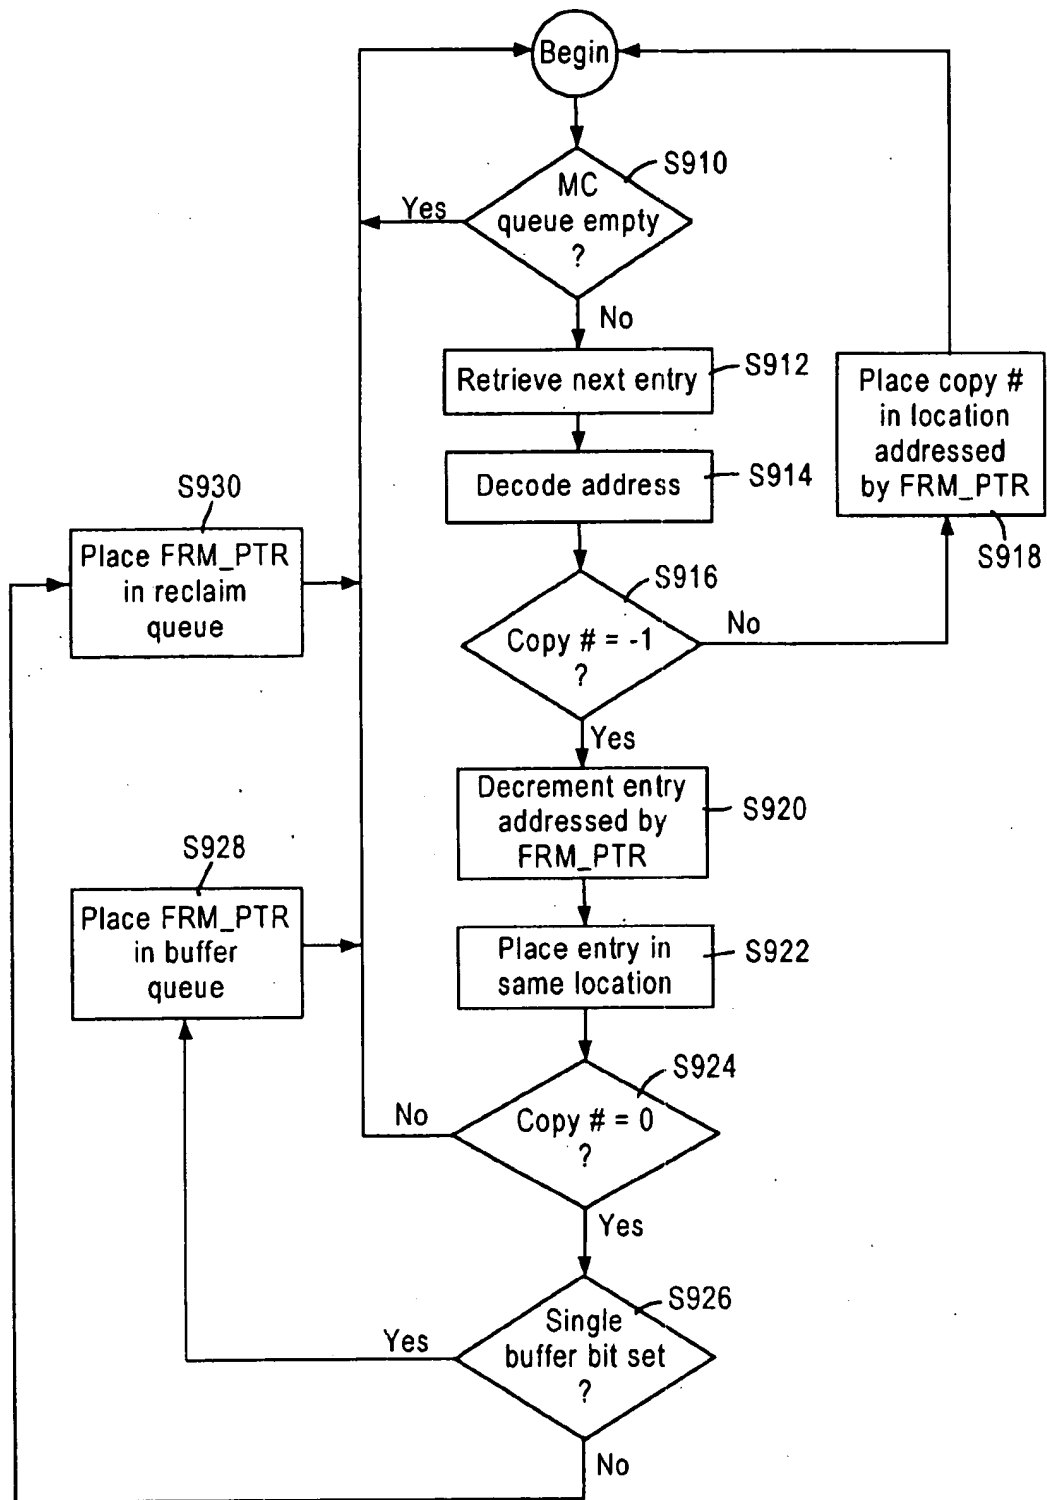 Begin
S910
MC
queue empty
?
Yes
No
Retrieve next entry
S912
Place copy #
in location
addressed
by FRM_PTR
S918
Decode address
S914
S930
Place FRM_PTR
in reclaim
queue
S916
Copy # = -1
?
No
Yes
Decrement entry
addressed by
FRM_PTR
S920
S928
Place FRM_PTR
in buffer
queue
Place entry in
same location
S922
S924
Copy # = 0
?
No
Yes
S926
Single
buffer bit set
?
Yes
No